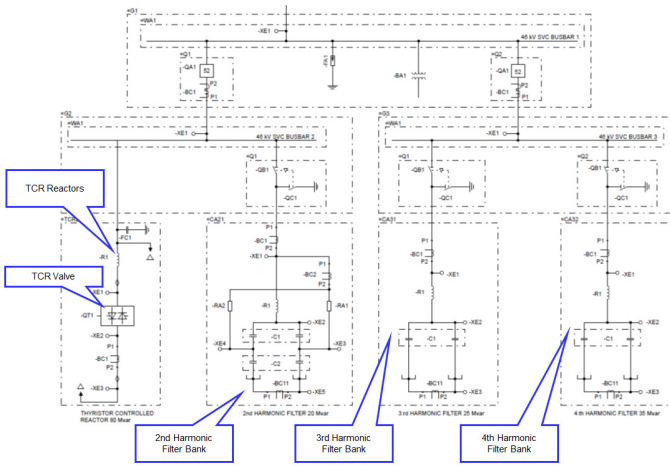 =G1
=WA1
-XE1
46 kV SVC BUSBAR 1
=Q1
-QA1
52
P2
-BC1
P1
-FA1
-BA1
=Q2
-QA1
52
P2
-BC1
P1
=G2
=WA1
-XE1
46 kV SVC BUSBAR 2
=G3
=WA1
-XE1
46 kV SVC BUSBAR 3
=Q1
-QB1
-QC1
=Q1
-QB1
-QC1
=Q2
-QB1
-QC1
TCR Reactors
-FC1
-R1
TCR Valve
-XE1
-QT1
-XE2
P1
-BC1
P2
-XE3
THYRISTOR CONTROLLED
REACTOR 80 Mvar
=CA21
P1
-BC1
P2
-XE1
P1
-BC2
P2
-RA2
-R1
-RA1
-XE2
-C1
-XE4
-XE3
-C2
-BC11
P1
P2
-XE5
2nd HARMONIC FILTER 20 Mvar
=CA31
P1
-BC1
P2
-XE1
-R1
-XE2
-C1
-BC11
P1
P2
-XE3
3rd HARMONIC FILTER 25 Mvar
=CA32
P1
-BC1
P2
-XE1
-R1
-XE2
-C1
-BC11
P1
P2
-XE3
4th HARMONIC FILTER 35 Mvar
2nd Harmonic
Filter Bank
3rd Harmonic
Filter Bank
4th Harmonic
Filter Bank